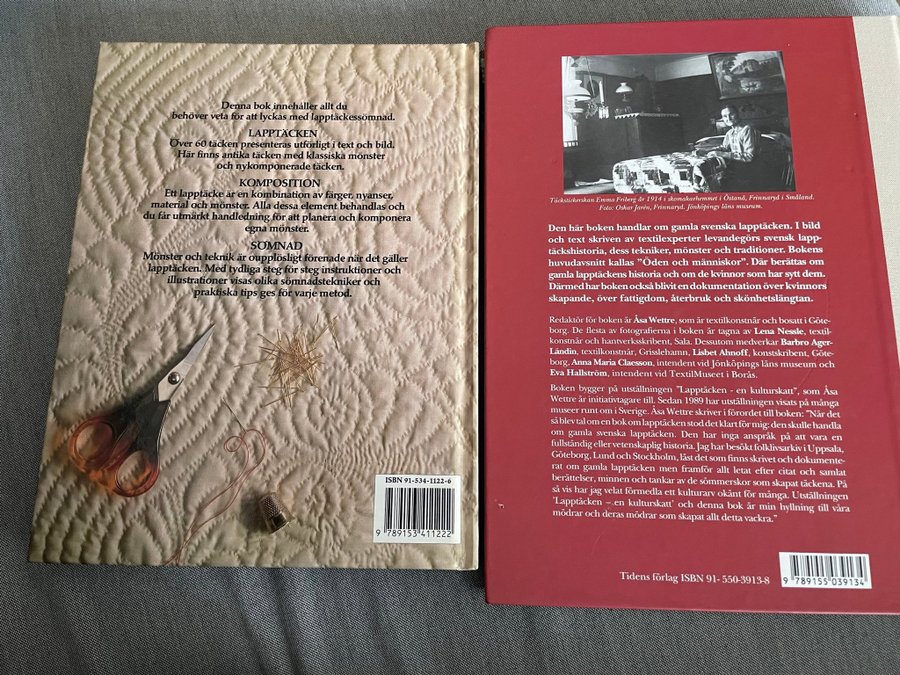 Denna bok innehåller allt du
behöver veta för att lyckas med lapptäckessömnad.
LAPPTÄCKEN
Över 60 täcken presenteras utförligt i text och bild.
Här finns antika täcken med klassiska mönster
och nykomponerade täcken.
KOMPOSITION
Ett lapptäcke är en kombination av färger, nyanser,
material och mönster. Alla dessa element behandlas och
du får utmärkt handledning för att planera och komponera
egna mönster.
SÖMNAD
Mönster och teknik är oupplösligt förenade när det gäller
lapptäcken. Med tydliga steg för steg instruktioner och
illustrationer visas olika sömnadstekniker och
praktiska tips ges för varje metod.
ISBN 91-534-1122-6
9 789153 411222
Täckstickerskan Emma Friberg år 1914 i skomakarhemmet i Östanå, Frinnaryd i Småland.
Foto: Oskar Jarén, Frinnaryd. Jönköpings läns museum.
Den här boken handlar om gamla svenska lapptäcken. I bild
och text skriven av textilexperter levandegörs svensk lapp-
täckshistoria, dess tekniker, mönster och traditioner. Bokens
huvudavsnitt kallas "Öden och människor". Där berättas om
gamla lapptäckens historia och om de kvinnor som har sytt dem.
Därmed har boken också blivit en dokumentation över kvinnors
skapande, över fattigdom, återbruk och skönhetslängtan.
Redaktör för boken är Åsa Wettre, som är textilkonstnär och bosatt i Göte-
borg. De flesta av fotografierna i boken är tagna av Lena Nessle, textil-
konstnär och hantverksskribent, Sala. Dessutom medverkar Barbro Ager-
Ländin, textilkonstnär, Grisslehamn, Lisbet Ahnoff, konstskribent, Göte-
borg, Anna Maria Claesson, intendent vid Jönköpings läns museum och
Eva Hallström, intendent vid TextilMuseet i Borås.
Boken bygger på utställningen "Lapptäcken - en kulturskatt", som Åsa
Wettre är initiativtagare till. Sedan 1989 har utställningen visats på många
museer runt om i Sverige. Åsa Wettre skriver i förordet till boken: "När det
så blev tal om en bok om lapptäcken stod det klart för mig: den skulle handla
om gamla svenska lapptäcken. Den har inga anspråk på att vara en
fullständig eller vetenskaplig historia. Jag har besökt folklivsarkiv i Uppsala,
Göteborg, Lund och Stockholm, läst det som finns skrivet och dokumente-
rat om gamla lapptäcken men framför allt letat efter citat och samlat
berättelser, minnen och tankar av de sömmerskor som skapat täckena. På
så vis har jag velat förmedla ett kulturarv okänt för många. Utställningen
'Lapptäcken – en kulturskatt' och denna bok är min hyllning till våra
mödrar och deras mödrar som skapat allt detta vackra."
Tidens förlag ISBN 91- 550-3913-8
9 789155 039134